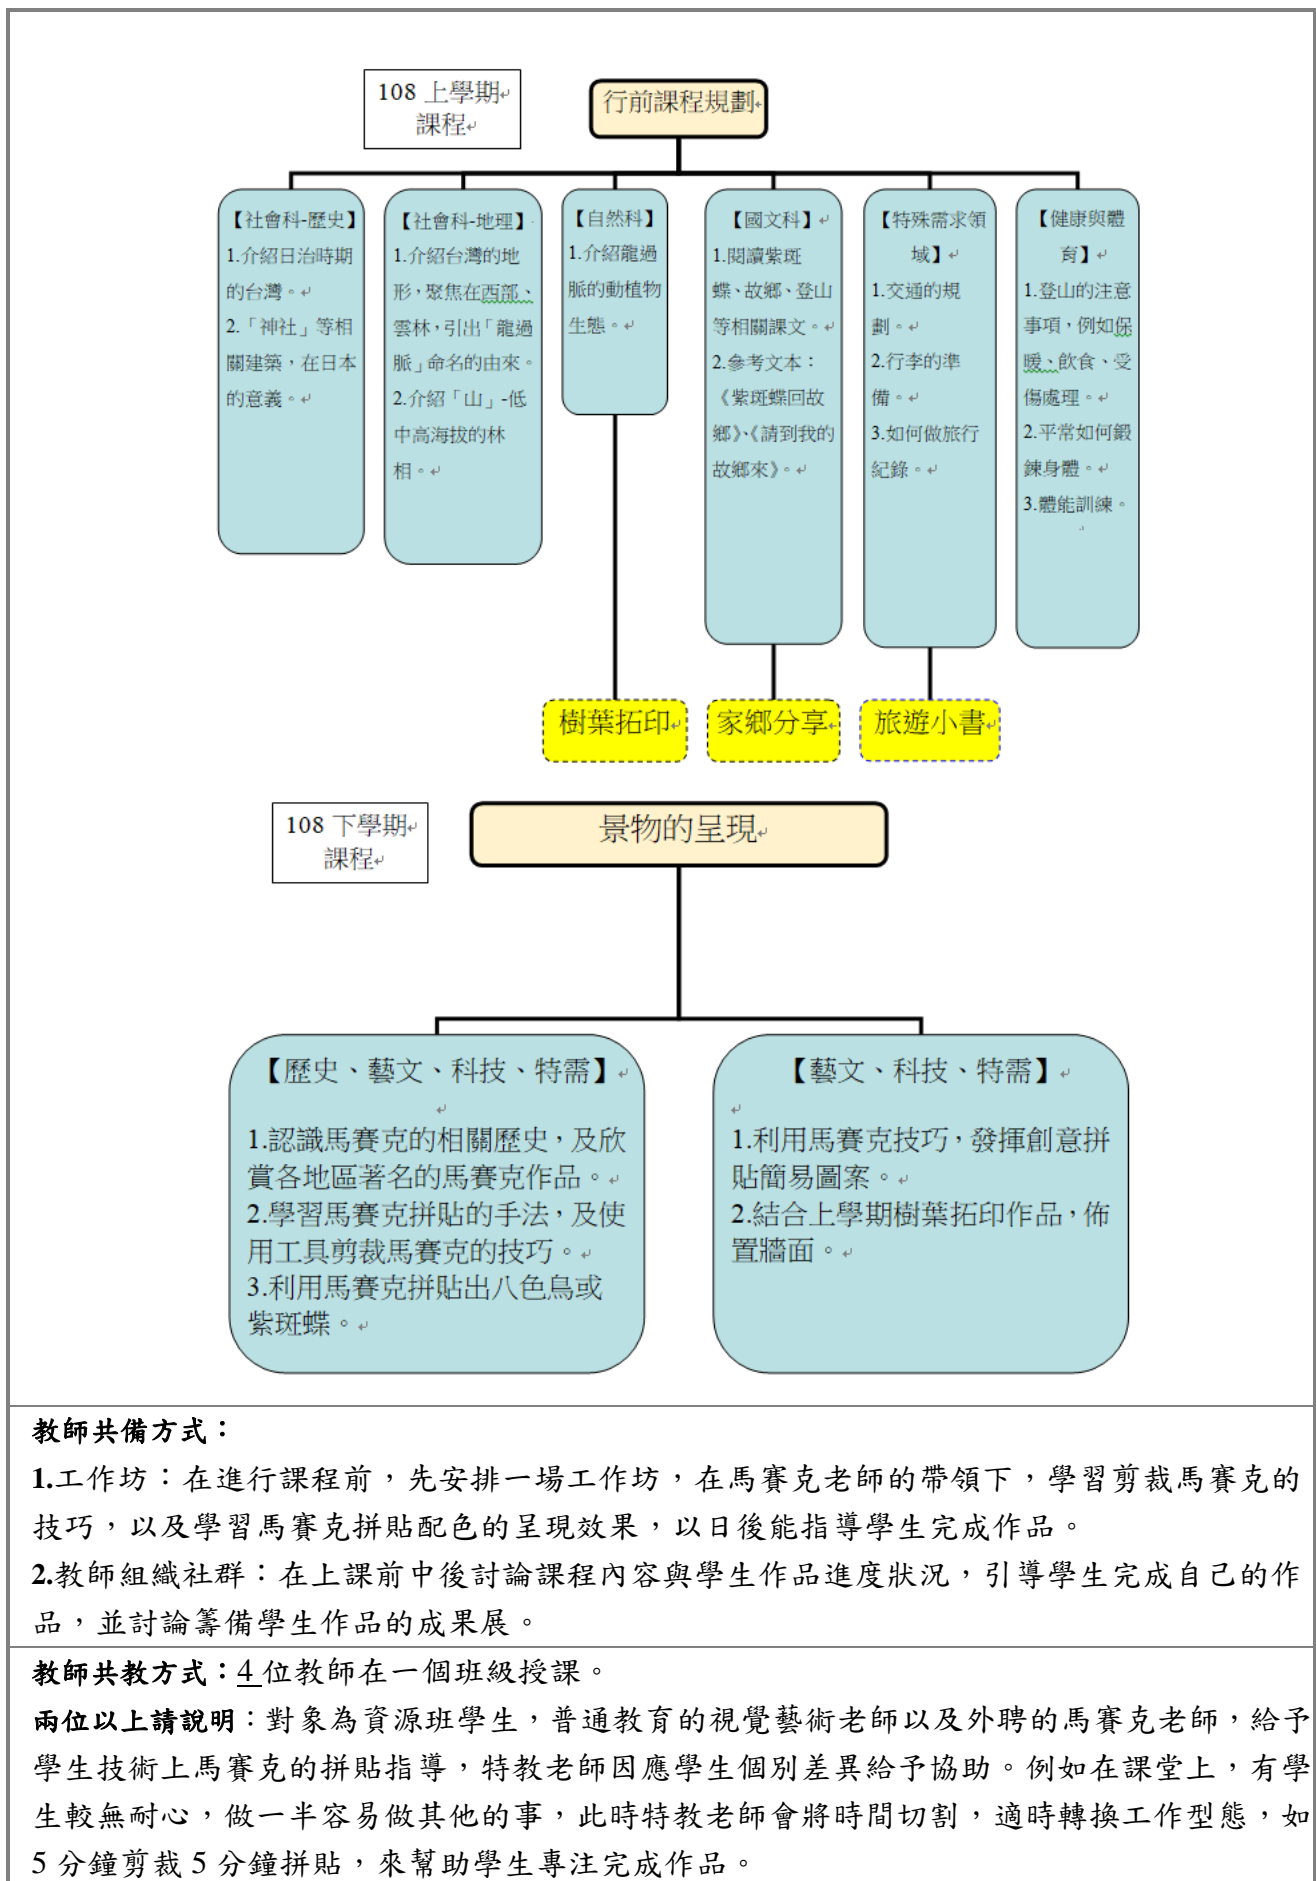 108 上學期
課程
行前課程規劃
【社會科-歷史】
1.介紹日治時期
的台灣。
2.「神社」等相
關建築，在日本
的意義。
【社會科-地理】
1.介紹台灣的地
形，聚焦在西部、
雲林，引出「龍過
脈」命名的由來。
2.介紹「山」-低
中高海拔的林
相。
【自然科】
1.介紹龍過
脈的動植物
生態。
【國文科】
1.閱讀紫斑
蝶、故鄉、登山
等相關課文。
2.參考文本：
《紫斑蝶回故
鄉》、《請到我的
故鄉來》。
【特殊需求領
域】
1.交通的規
劃。
2.行李的準
備。
3.如何做旅行
紀錄。
【健康與體
育】
1.登山的注意
事項，例如保
暖、飲食、受
傷處理。
2.平常如何鍛
鍊身體。
3.體能訓練。
樹葉拓印
家鄉分享
旅遊小書
108 下學期
課程
景物的呈現
【歷史、藝文、科技、特需】
1.認識馬賽克的相關歷史，及欣
賞各地區著名的馬賽克作品。
2.學習馬賽克拼貼的手法，及使
用工具剪裁馬賽克的技巧。
3.利用馬賽克拼貼出八色鳥或
紫斑蝶。
【藝文、科技、特需】
1.利用馬賽克技巧，發揮創意拼
貼簡易圖案。
2.結合上學期樹葉拓印作品，佈
置牆面。
教師共備方式：
1.工作坊：在進行課程前，先安排一場工作坊，在馬賽克老師的帶領下，學習剪裁馬賽克的
技巧，以及學習馬賽克拼貼配色的呈現效果，以日後能指導學生完成作品。
2.教師組織社群：在上課前中後討論課程內容與學生作品進度狀況，引導學生完成自己的作
品，並討論籌備學生作品的成果展。
教師共教方式：4 位教師在一個班級授課。
兩位以上請說明：對象為資源班學生，普通教育的視覺藝術老師以及外聘的馬賽克老師，給予
學生技術上馬賽克的拼貼指導，特教老師因應學生個別差異給予協助。例如在課堂上，有學
生較無耐心，做一半容易做其他的事，此時特教老師會將時間切割，適時轉換工作型態，如
5 分鐘剪裁 5 分鐘拼貼，來幫助學生專注完成作品。